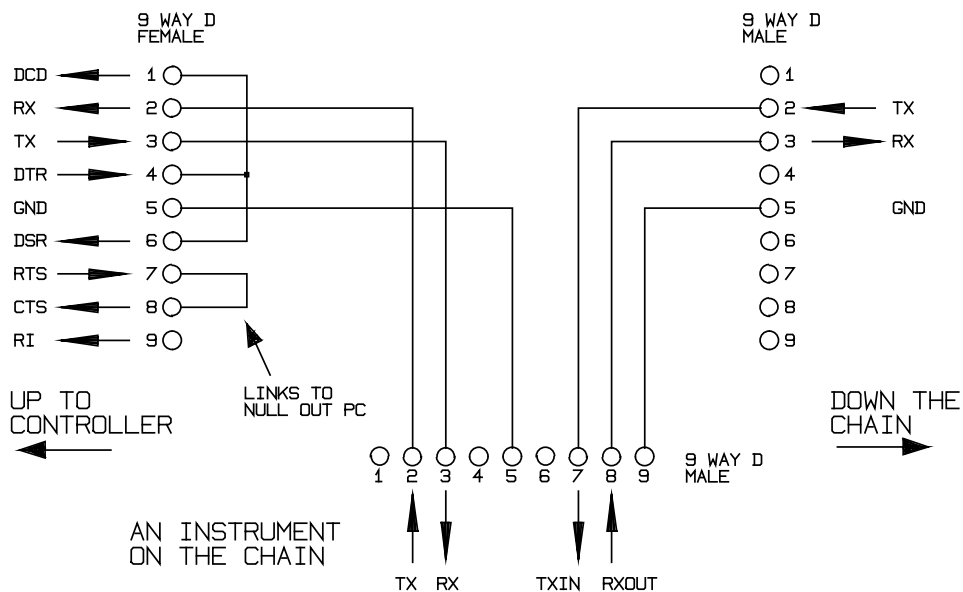 9 WAY D
FEMALE
9 WAY D
MALE
DCD 1
RX 2
TX 3
DTR 4
GND 5
DSR 6
RTS 7
CTS 8
RI 9
1
2 TX
3 RX
4
5 GND
6
7
8
9
LINKS TO
NULL OUT PC
UP TO
CONTROLLER
DOWN THE
CHAIN
1 2 3 4 5 6 7 8 9
9 WAY D
MALE
AN INSTRUMENT
ON THE CHAIN
TX RX TXIN RXOUT